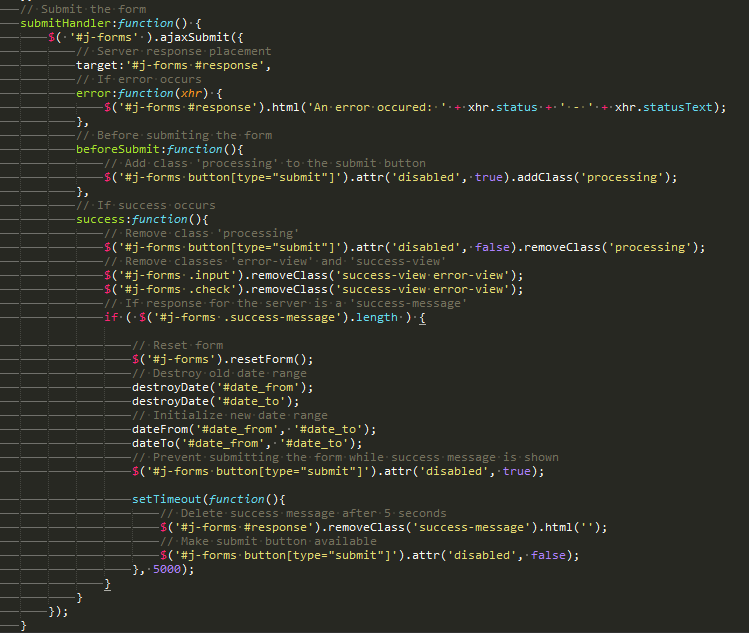 // Submit the form
submitHandler:function() {
$( '#j-forms' ).ajaxSubmit({
// Server response placement
target:'#j-forms #response',
// If error occurs
error:function(xhr) {
$('#j-forms #response').html('An error occured: ' + xhr.status + ' - ' + xhr.statusText);
},
// Before submiting the form
beforeSubmit:function(){
// Add class 'processing' to the submit button
$('#j-forms button[type="submit"]').attr('disabled', true).addClass('processing');
},
// If success occurs
success:function(){
// Remove class 'processing'
$('#j-forms button[type="submit"]').attr('disabled', false).removeClass('processing');
// Remove classes 'error-view' and 'success-view'
$('#j-forms .input').removeClass('success-view error-view');
$('#j-forms .check').removeClass('success-view error-view');
// If response for the server is a 'success-message'
if ( $('#j-forms .success-message').length ) {
// Reset form
$('#j-forms').resetForm();
// Destroy old date range
destroyDate('#date_from');
destroyDate('#date_to');
// Initialize new date range
dateFrom('#date_from', '#date_to');
dateTo('#date_from', '#date_to');
// Prevent submitting the form while success message is shown
$('#j-forms button[type="submit"]').attr('disabled', true);
setTimeout(function(){
// Delete success message after 5 seconds
$('#j-forms #response').removeClass('success-message').html('');
// Make submit button available
$('#j-forms button[type="submit"]').attr('disabled', false);
}, 5000);
}
}
});
}